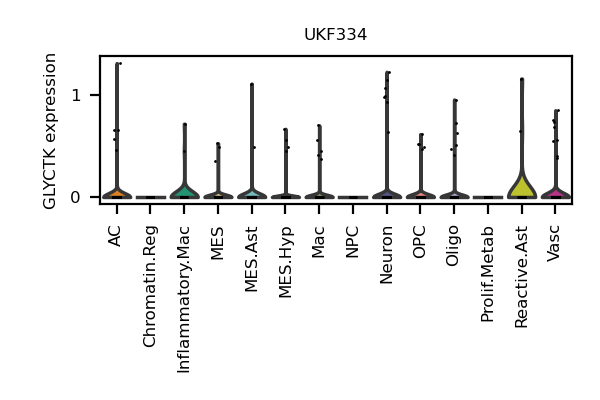 UKF334
GLYCTK expression
1
0
AC
Chromatin.Reg
Inflammatory.Mac
MES
MES.Ast
MES.Hyp
Mac
NPC
Neuron
OPC
Oligo
Prolif.Metab
Reactive.Ast
Vasc